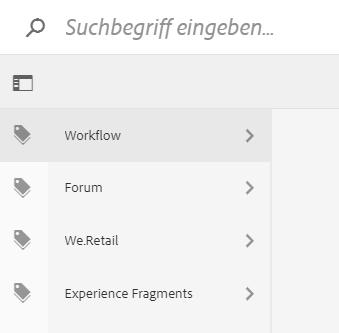 Suchbegriff eingeben...
Workflow
Forum
We.Retail
Experience Fragments